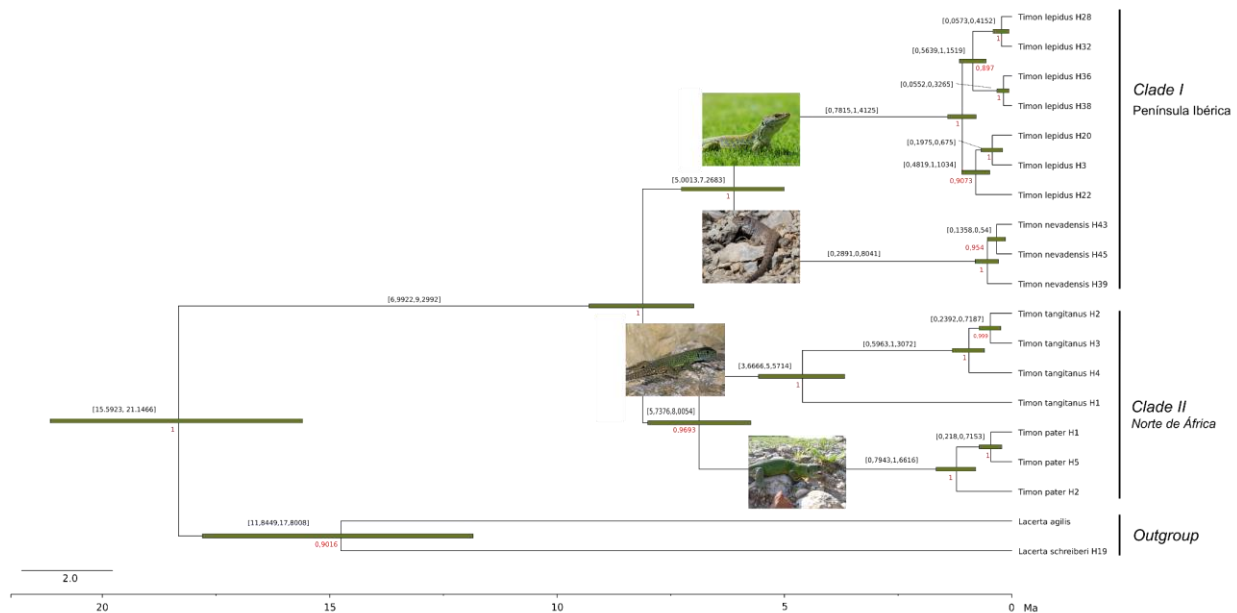 [0,0573,0,4152]
Timon lepidus H28
1
Timon lepidus H32
[0,5639,1,1519]
0,897
Timon lepidus H36
[0,0552,0,3265]
1
Timon lepidus H38
[0,7815,1,4125]
1
Timon lepidus H20
[0,1975,0,675]
1
Timon lepidus H3
[0,4819,1,1034]
0,9073
Timon lepidus H22
Clade I
Península Ibérica
[5,0013,7,2683]
1
Timon nevadensis H43
[0,1358,0,54]
0,954
Timon nevadensis H45
[0,2891,0,8041]
1
Timon nevadensis H39
[6,9922,9,2992]
1
Timon tangitanus H2
[0,2392,0,7187]
0,998
Timon tangitanus H3
[0,5963,1,3072]
1
Timon tangitanus H4
[3,6666,5,5714]
1
Timon tangitanus H1
Clade II
Norte de África
[5,7376,8,0054]
0,9693
Timon pater H1
[0,218,0,7153]
1
Timon pater H5
[0,7943,1,6616]
1
Timon pater H2
[15.5923, 21.1466]
1
[11,8449,17,8008]
0,9016
Lacerta agilis
Lacerta schreiberi H19
Outgroup
2.0
20
15
10
5
0
Ma